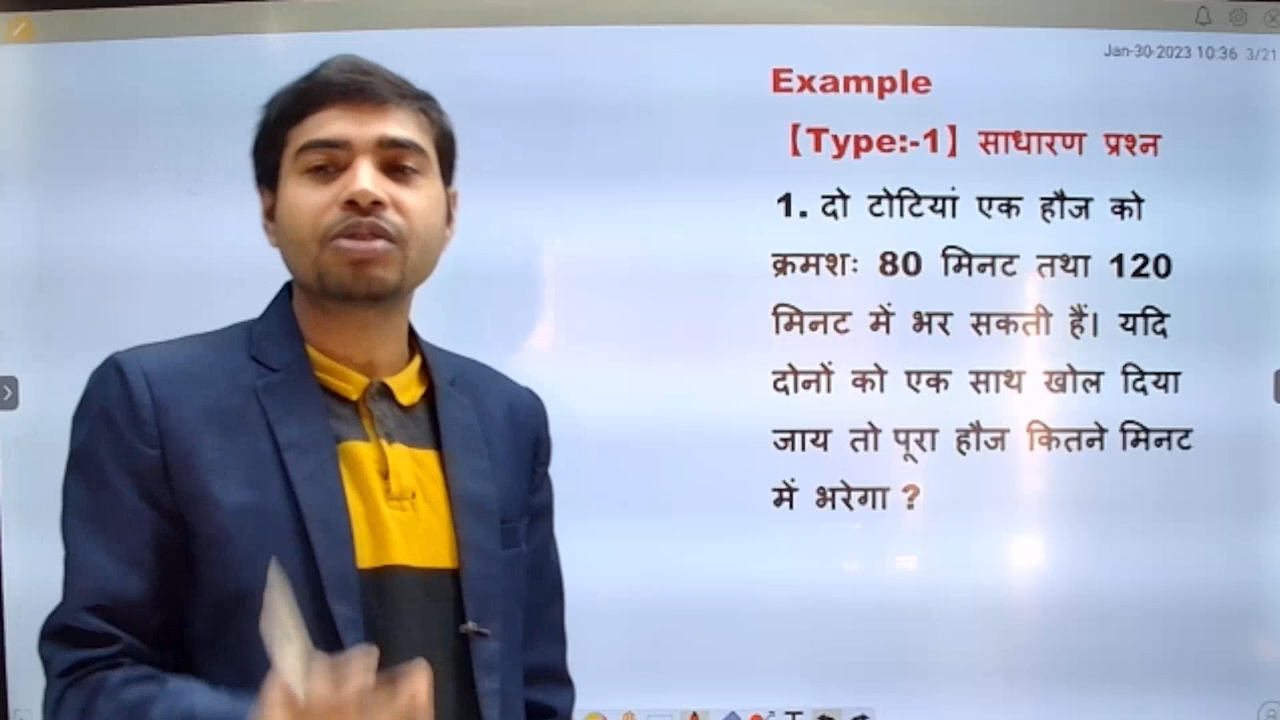 Jan-30-2023 10:36 3/21
Example
【Type:-1】 साधारण प्रश्न
1. दो टोटियां एक हौज को
क्रमशः 80 मिनट तथा 120
मिनट में भर सकती हैं। यदि
दोनों को एक साथ खोल दिया
जाय तो पूरा हौज कितने मिनट
में भरेगा ?